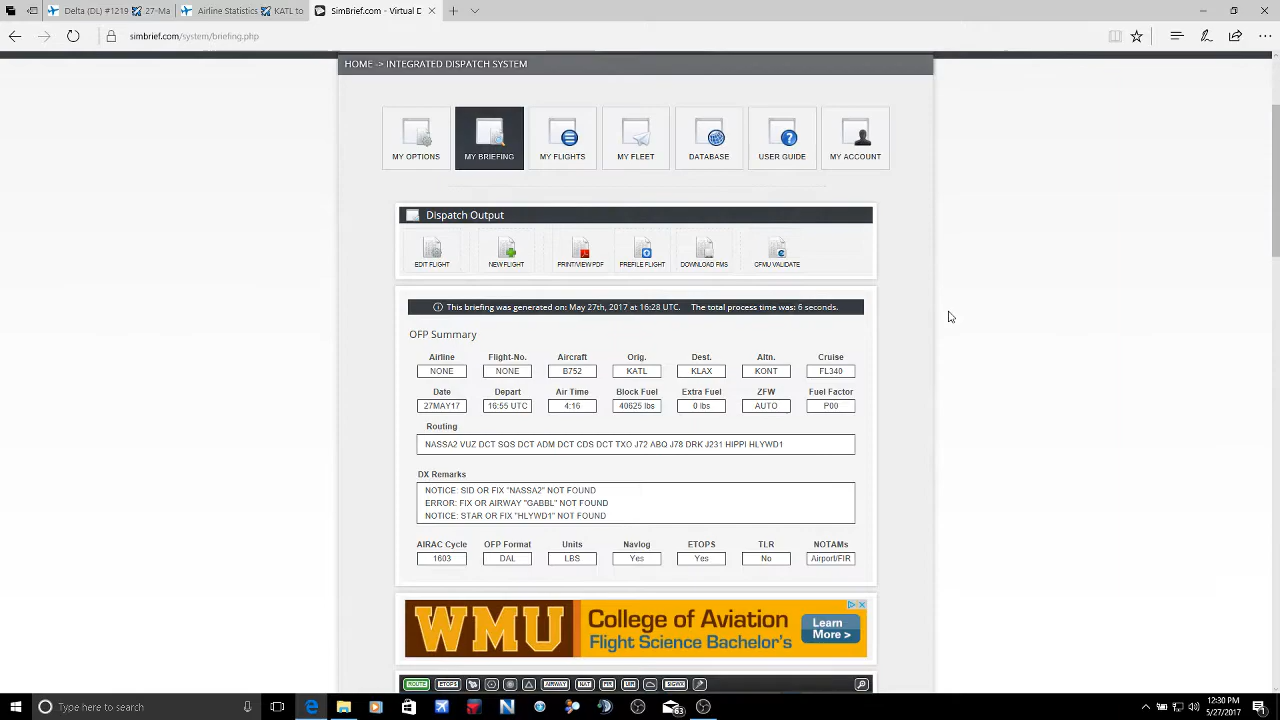 Delta (DL) #1219
27-Ma
Airline Statistics
KATL to
SimBrief.com - Virtual D
simbrief.com/system/briefing.php
HOME -> INTEGRATED DISPATCH SYSTEM
MY OPTIONS
MY BRIEFING
MY FLIGHTS
MY FLEET
DATABASE
USER GUIDE
MY ACCOUNT
Dispatch Output
EDIT FLIGHT
NEW FLIGHT
PRINT/VIEW PDF
PREFILE FLIGHT
DOWNLOAD FMS
CFMU VALIDATE
This briefing was generated on: May 27th, 2017 at 16:28 UTC. The total process time was: 6 seconds.
OFP Summary
Airline Flight-No. Aircraft Orig. Dest. Altn. Cruise
NONE NONE B752 KATL KLAX KONT FL340
Date Depart Air Time Block Fuel Extra Fuel ZFW Fuel Factor
27MAY17 16:55 UTC 4:16 40625 lbs 0 lbs AUTO P00
Routing
NASSA2 VUZ DCT SQS DCT ADM DCT CDS DCT TXO J72 ABQ J78 DRK J231 HIPPI HLYWD1
DX Remarks
NOTICE: SID OR FIX "NASSA2" NOT FOUND
ERROR: FIX OR AIRWAY "GABBL" NOT FOUND
NOTICE: STAR OR FIX "HLYWD1" NOT FOUND
AIRAC Cycle OFP Format Units Navlog ETOPS TLR NOTAMs
1603 DAL LBS Yes Yes No Airport/FIR
WMU
College of Aviation
Flight Science Bachelor's
Learn
More >
ROUTE ETOPS AIRWAY NAT FIX UIR SIGWX
Type here to search
63
12:30 PM
5/27/2017
1